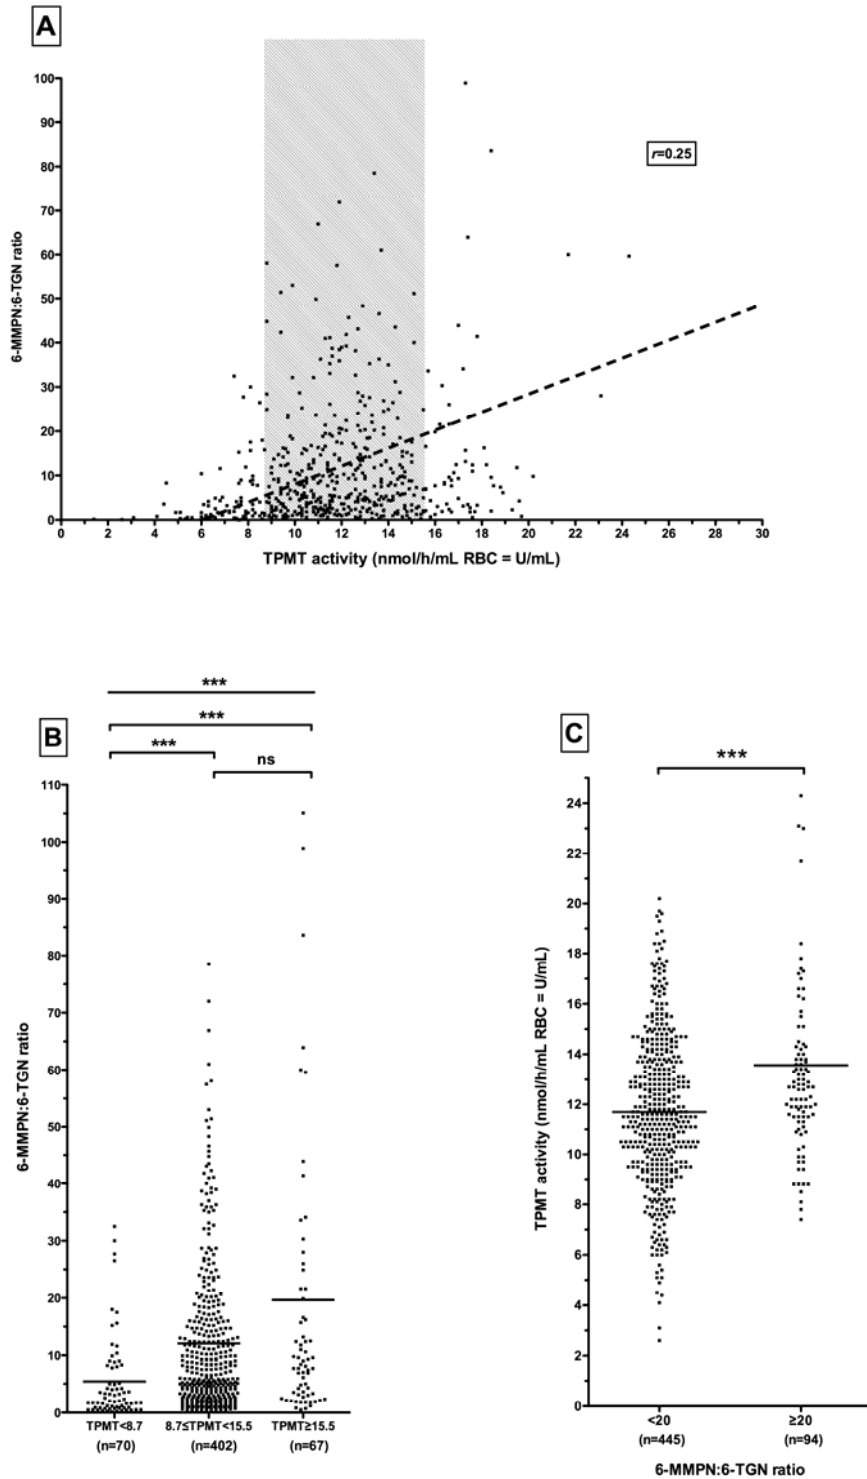 A
100
90
80
70
60
50
40
30
20
10
0
6-MMPN:6-TGN ratio
r=0.25
0 2 4 6 8 10 12 14 16 18 20 22 24 26 28 30
TPMT activity (nmol/h/mL RBC = U/mL)
B
***
***
***
ns
110
100
90
80
70
60
50
40
30
20
10
0
6-MMPN:6-TGN ratio
TPMT<8.7 8.7≤TPMT<15.5 TPMT≥15.5
(n=70) (n=402) (n=67)
C
***
24
22
20
18
16
14
12
10
8
6
4
2
0
TPMT activity (nmol/h/mL RBC = U/mL)
<20 ≥20
(n=445) (n=94)
6-MMPN:6-TGN ratio